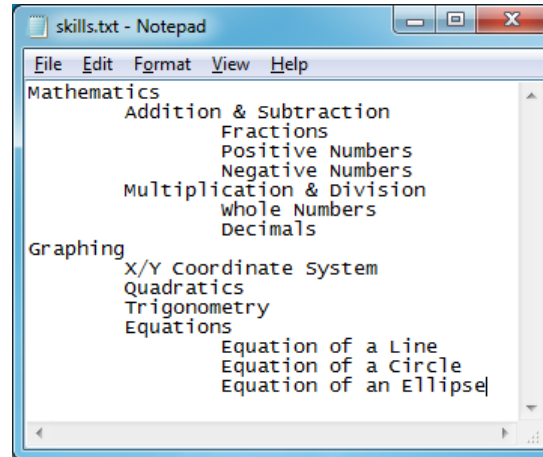 skills.txt - Notepad
File Edit Format View Help
Mathematics
Addition & Subtraction
Fractions
Positive Numbers
Negative Numbers
Multiplication & Division
Whole Numbers
Decimals
Graphing
X/Y Coordinate System
Quadratics
Trigonometry
Equations
Equation of a Line
Equation of a Circle
Equation of an Ellipse